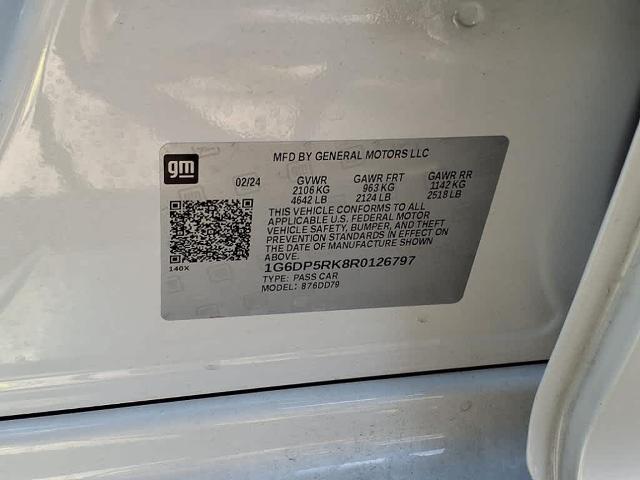 gm
MFD BY GENERAL MOTORS LLC
02/24 GVWR GAWR FRT GAWR RR
2106 KG 963 KG 1142 KG
4642 LB 2124 LB 2518 LB
THIS VEHICLE CONFORMS TO ALL
APPLICABLE U.S. FEDERAL MOTOR
VEHICLE SAFETY, BUMPER, AND THEFT
PREVENTION STANDARDS IN EFFECT
ON THE DATE OF MANUFACTURE SHOWN
ABOVE.
140X
1G6DP5RK8R0126797
TYPE: PASS CAR
MODEL: 876DD79